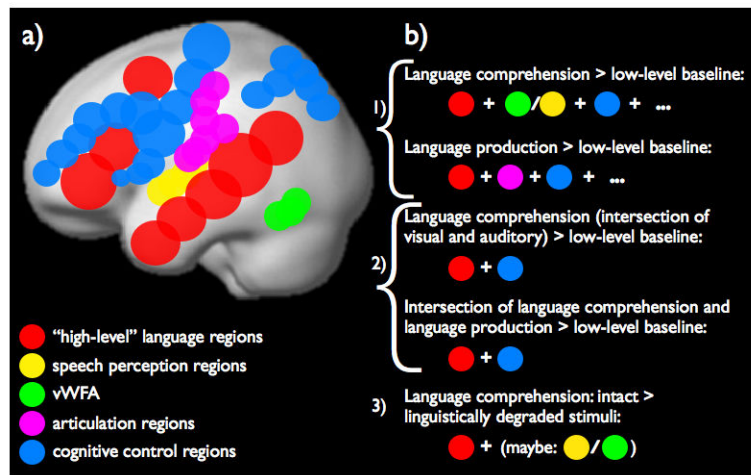 a)
"high-level" language regions
speech perception regions
vWFA
articulation regions
cognitive control regions
b)
1)
Language comprehension > low-level baseline:
+ / + + ...
Language production > low-level baseline:
+ + + ...
2)
Language comprehension (intersection of
visual and auditory) > low-level baseline:
+
Intersection of language comprehension and
language production > low-level baseline:
+
3)
Language comprehension: intact >
linguistically degraded stimuli:
+ (maybe: / )